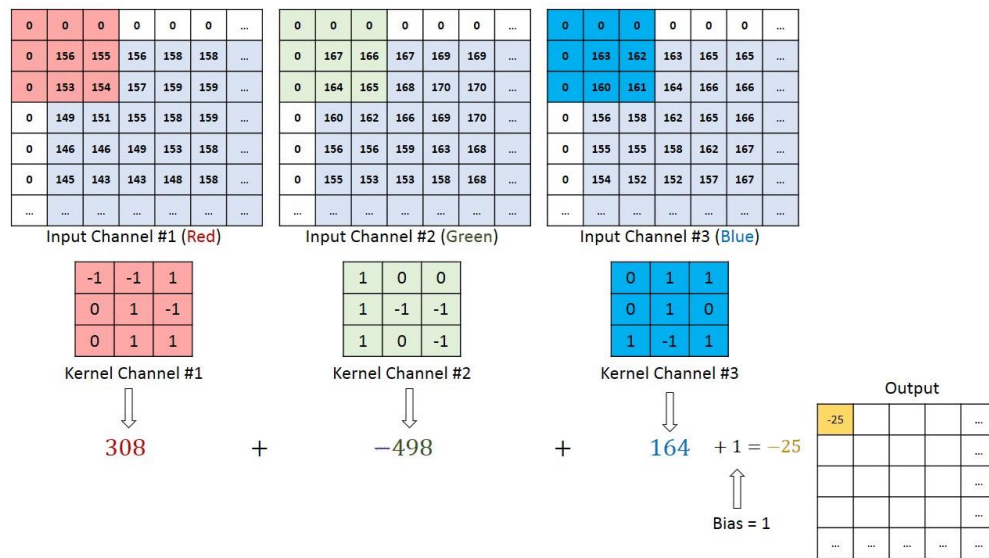 0 0 0 0 0 0 ... 0 0 0 0 0 0 ... 0 0 0 0 0 0 ...
0 156 155 156 158 158 ... 0 167 166 167 169 169 ... 0 163 162 163 165 165 ...
0 153 154 157 159 159 ... 0 164 165 168 170 170 ... 0 160 161 164 166 166 ...
0 149 151 155 158 159 ... 0 160 162 166 169 170 ... 0 156 158 162 165 166 ...
0 146 146 149 153 158 ... 0 156 156 159 163 168 ... 0 155 155 158 162 167 ...
0 145 143 143 148 158 ... 0 155 153 153 158 168 ... 0 154 152 152 157 167 ...
... ... ... ... ... ... ... ... ... ... ... ... ... ... ... ... ... ... ... ... ...
Input Channel #1 (Red) Input Channel #2 (Green) Input Channel #3 (Blue)
-1 -1 1 1 0 0 0 1 1
0 1 -1 1 -1 -1 0 1 0
0 1 1 1 0 -1 1 -1 1
Kernel Channel #1 Kernel Channel #2 Kernel Channel #3
308 + −498 + 164 + 1 = −25
Bias = 1
Output
-25 ...
...
...
...
... ... ... ... ...